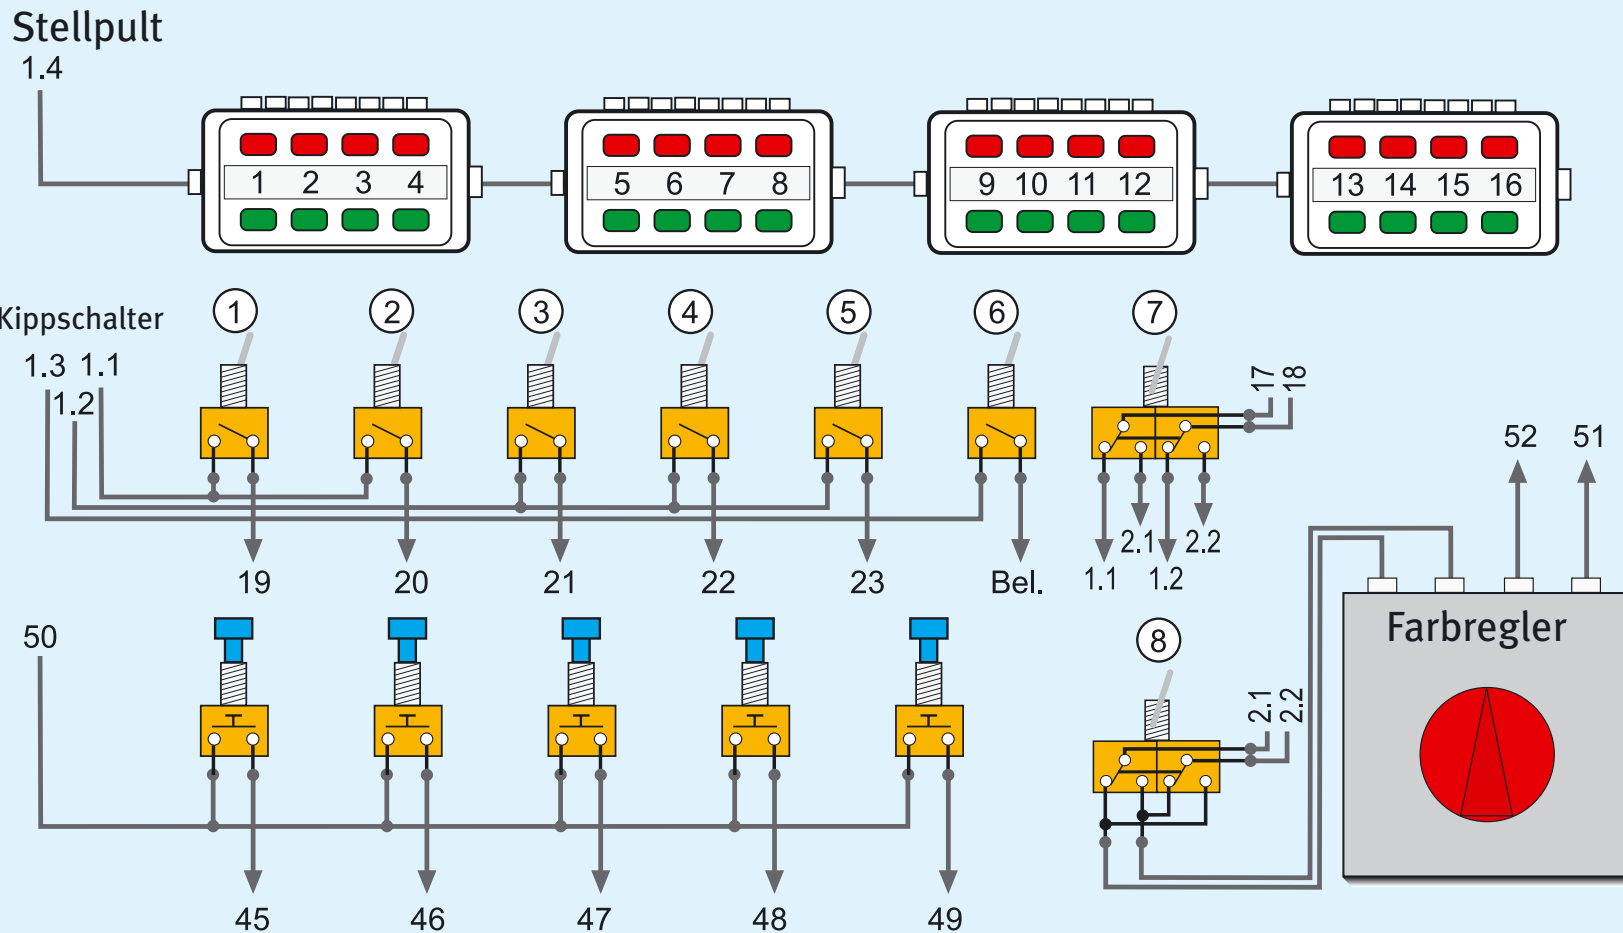 Stellpult
1.4
1 2 3 4
5 6 7 8
9 10 11 12
13 14 15 16
Kippschalter
1 2 3 4 5 6 7
1.3 1.1
1.2
17
18
52 51
2.1 2.2
1.1 1.2
19 20 21 22 23 Bel.
50
8
Farbregler
2.1
2.2
45 46 47 48 49